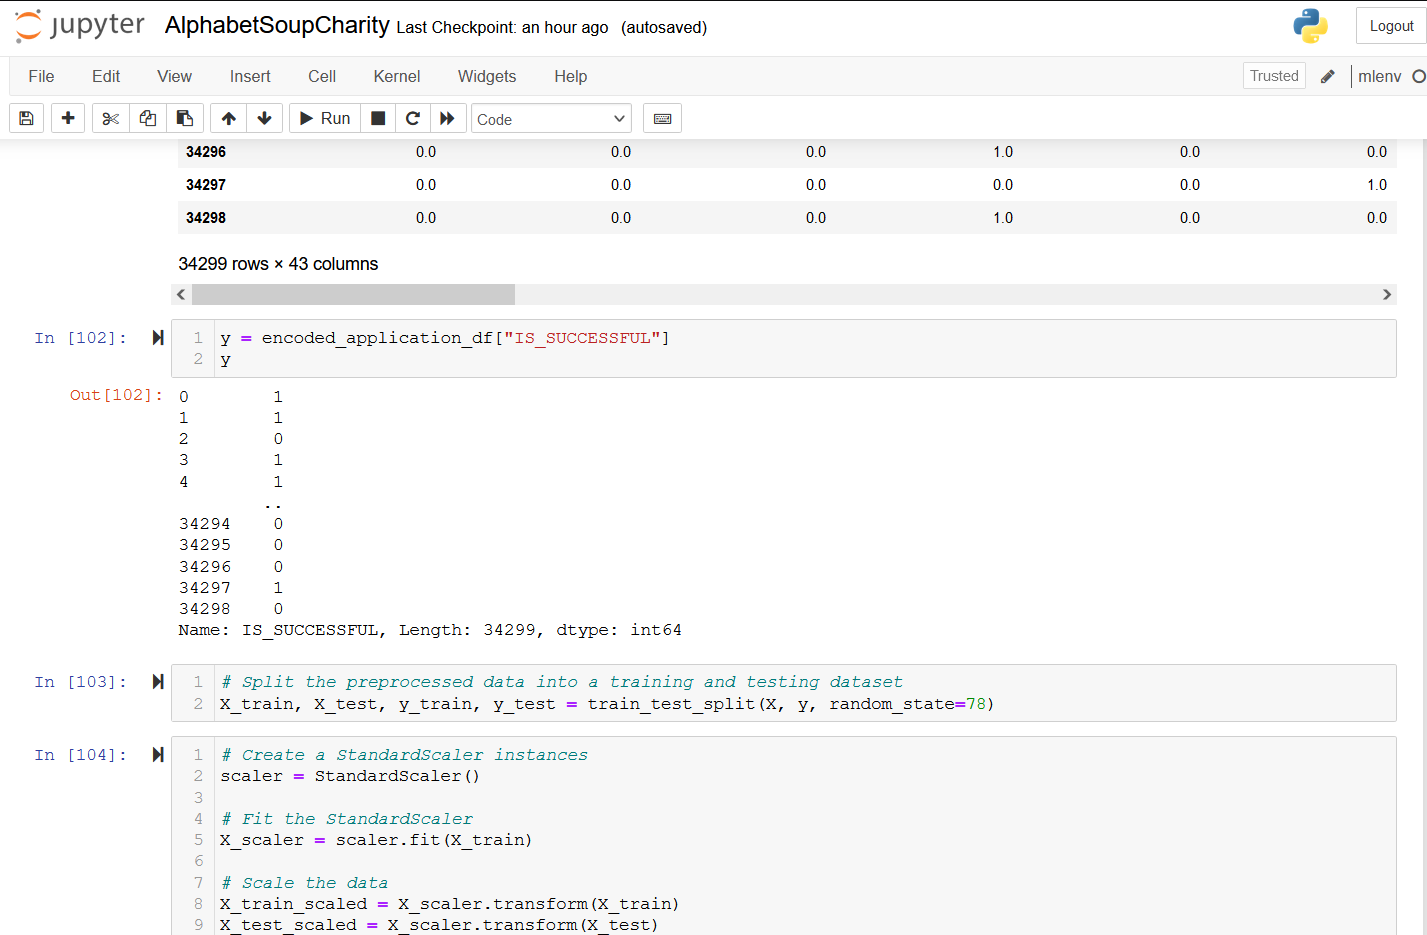 jupyter AlphabetSoupCharity Last Checkpoint: an hour ago (autosaved) Logout
File Edit View Insert Cell Kernel Widgets Help Trusted mlenv
Run Code
34296 0.0 0.0 0.0 1.0 0.0 0.0
34297 0.0 0.0 0.0 0.0 0.0 1.0
34298 0.0 0.0 0.0 1.0 0.0 0.0
34299 rows × 43 columns
In [102]: 1 y = encoded_application_df["IS_SUCCESSFUL"]
2 y
Out[102]: 0 1
1 1
2 0
3 1
4 1
..
34294 0
34295 0
34296 0
34297 1
34298 0
Name: IS_SUCCESSFUL, Length: 34299, dtype: int64
In [103]: 1 # Split the preprocessed data into a training and testing dataset
2 X_train, X_test, y_train, y_test = train_test_split(X, y, random_state=78)
In [104]: 1 # Create a StandardScaler instances
2 scaler = StandardScaler()
3
4 # Fit the StandardScaler
5 X_scaler = scaler.fit(X_train)
6
7 # Scale the data
8 X_train_scaled = X_scaler.transform(X_train)
9 X_test_scaled = X_scaler.transform(X_test)